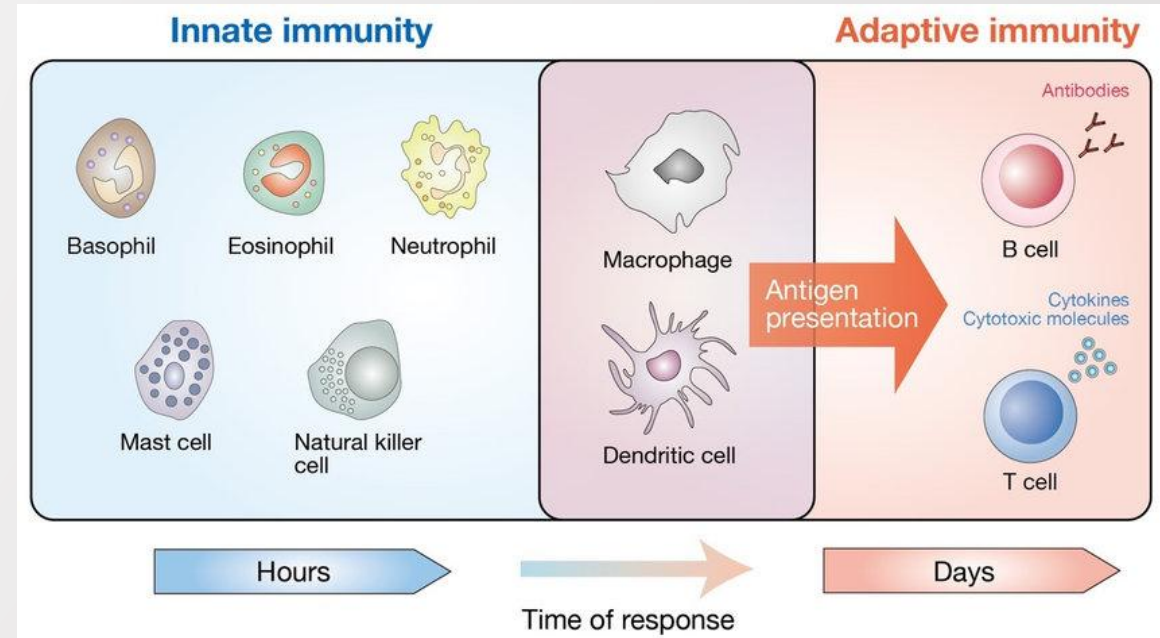 Innate immunity
Adaptive immunity
Antibodies
Basophil
Eosinophil
Neutrophil
Macrophage
B cell
Antigen
presentation
Cytokines
Cytotoxic molecules
Mast cell
Natural killer
cell
Dendritic cell
T cell
Hours
Time of response
Days